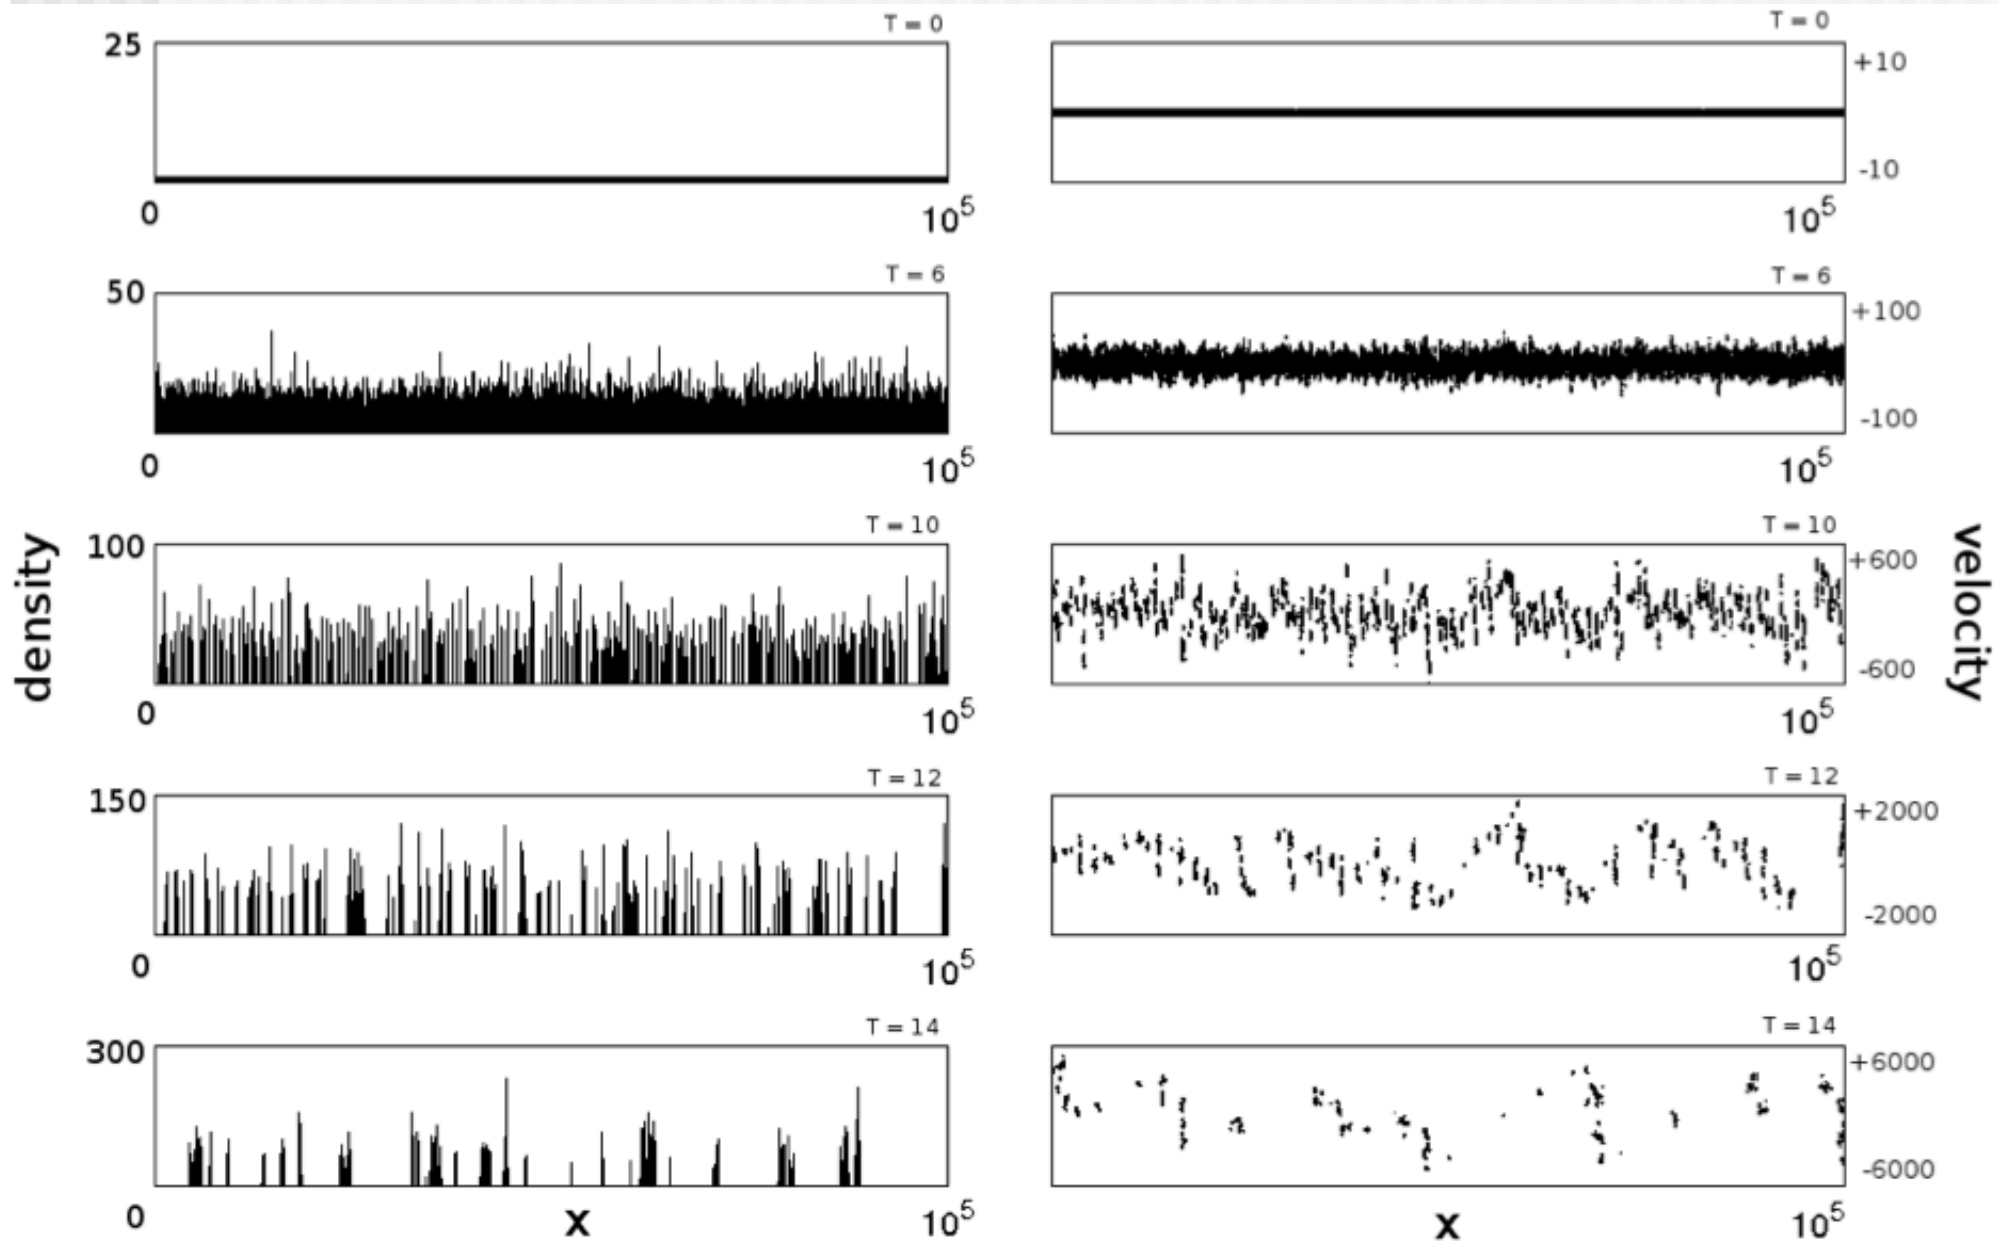 T = 0
T = 0
25
+10
-10
0
10^5
10^5
T = 6
T = 6
50
+100
-100
0
10^5
10^5
T = 10
T = 10
100
+600
-600
density
velocity
0
10^5
10^5
T = 12
T = 12
150
+2000
-2000
0
10^5
10^5
T = 14
T = 14
300
+6000
-6000
0
x
10^5
x
10^5